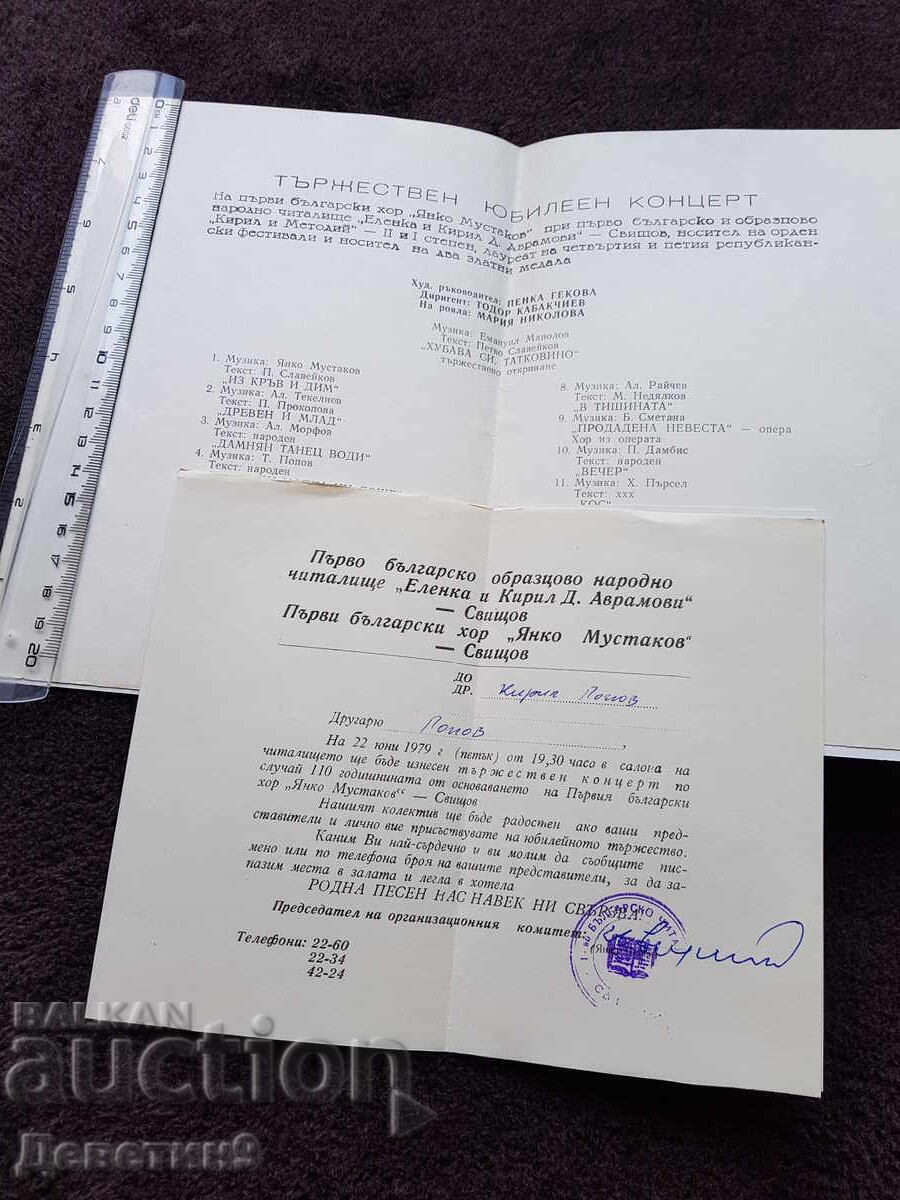 ТЪРЖЕСТВЕН ЮБИЛЕЕН КОНЦЕРТ
На първи български хор „Янко Мустаков" при първо българско и образцово
народно читалище „Еленка и Кирил Д. Аврамови" — Свищов, носител на орден
„Кирил и Методий" — II и I степен, лауреат на четвъртия и петия републикан-
ски фестивали и носител на два златни медала
Худ. ръководител: ПЕНКА ГЕКОВА
Диригент: ТОДОР КАБАКЧИЕВ
На рояла: МАРИЯ НИКОЛОВА
Музика: Емануил Манолов
Текст: Петко Славейков
„ХУБАВА СИ, ТАТКОВИНО"
тържествено откриване
1. Музика: Янко Мустаков
Текст: П. Славейков
„ИЗ КРЪВ И ДИМ"
2. Музика: Ал. Текелиев
Текст: П. Прокопова
„ДРЕВЕН И МЛАД"
3. Музика: Ал. Морфов
Текст: народен
„ДАМНЯН ТАНЕЦ ВОДИ"
4. Музика: Т. Попов
Текст: народен
8. Музика: Ал. Райчев
Текст: М. Недялков
„В ТИШИНАТА"
9. Музика: Б. Сметана
„ПРОДАДЕНА НЕВЕСТА" — опера
Хор из операта
10. Музика: П. Дамбис
Текст: народен
„ВЕЧЕР"
11. Музика: Х. Пърсел
Текст: ххх
„КОС"
Първо българско образцово народно
читалище „Еленка и Кирил Д. Аврамови"
— Свищов
Първи български хор „Янко Мустаков"
— Свищов
ДО
ДР. Кирил Попов
Другарю Попов,
На 22 юни 1979 г (петък) от 19,30 часа в салона на
читалището ще бъде изнесен тържествен концерт по
случай 110 годишнината от основаването на Първия български
хор „Янко Мустаков" — Свищов
Нашият колектив ще бъде радостен ако ваши пред-
ставители и лично вие присъствувате на юбилейното тържество.
Каним Ви най-сърдечно и ви молим да съобщите пис-
мено или по телефона броя на вашите представители, за да за-
пазим места в залата и легла в хотела
РОДНА ПЕСЕН НАС НАВЕК НИ СВЪРЗВА!
Председател на организационния
комитет:
Телефони: 22-60
22-34
42-24
deli
BALKAN
auction
Деветин9